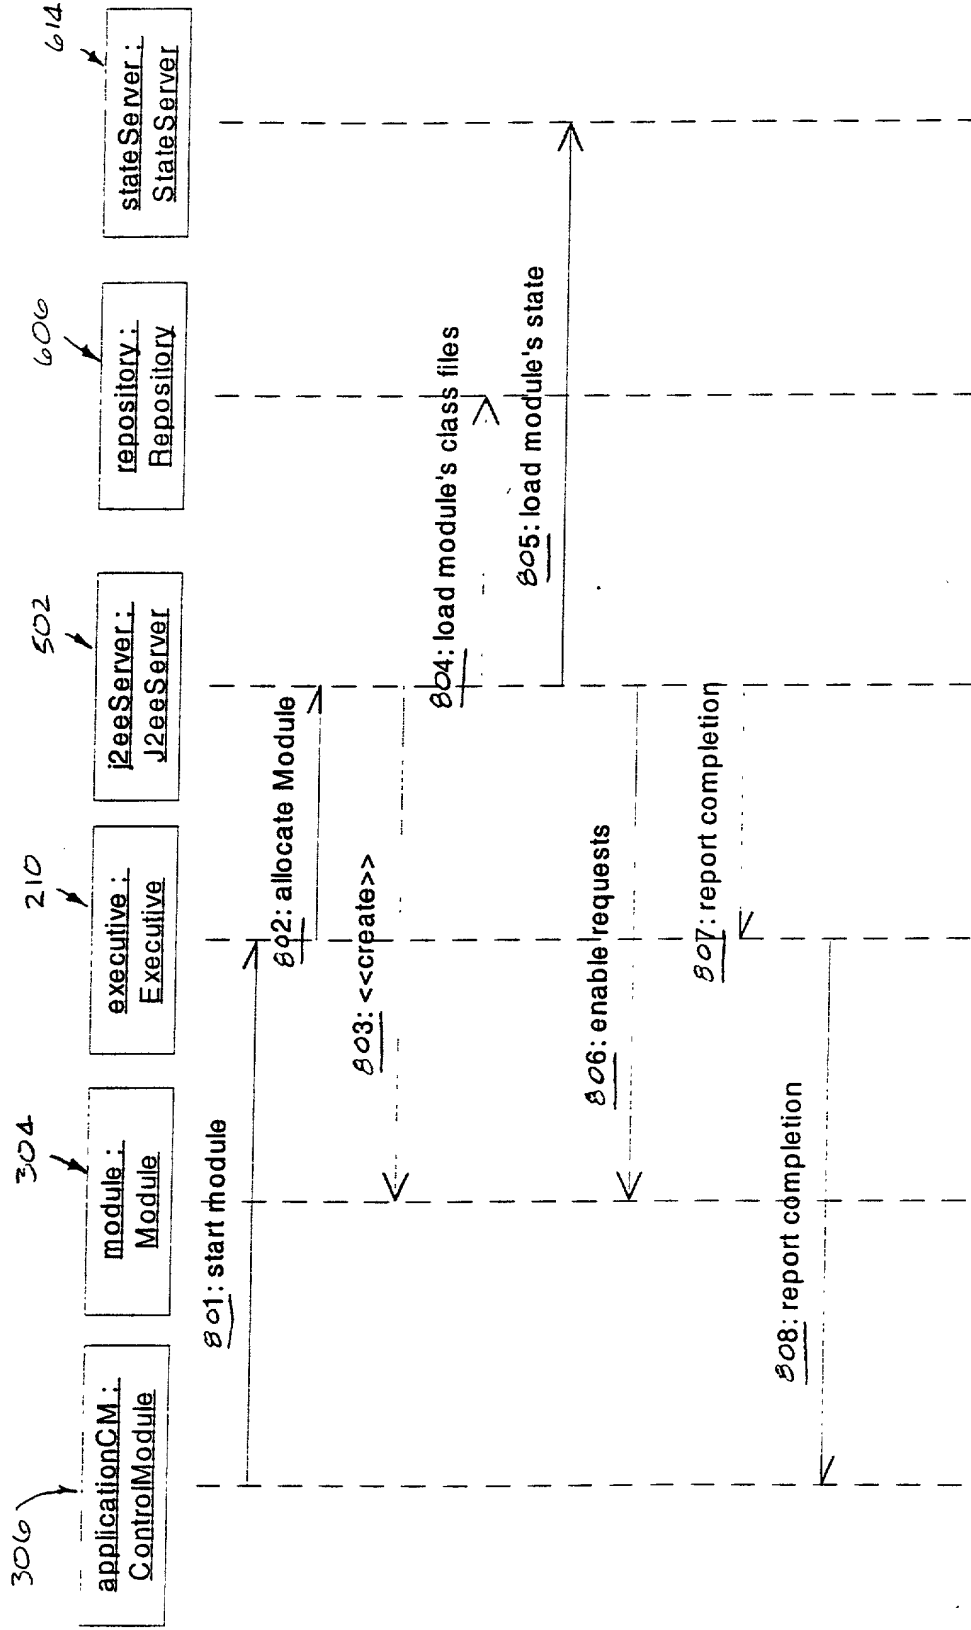 306
applicationCM :
ControlModule
304
module :
Module
210
executive :
Executive
502
j2eeServer :
J2eeServer
606
repository :
Repository
614
stateServer :
StateServer
801: start module
802: allocate Module
803: <<create>>
804: load module's class files
805: load module's state
806: enable requests
807: report completion
808: report completion